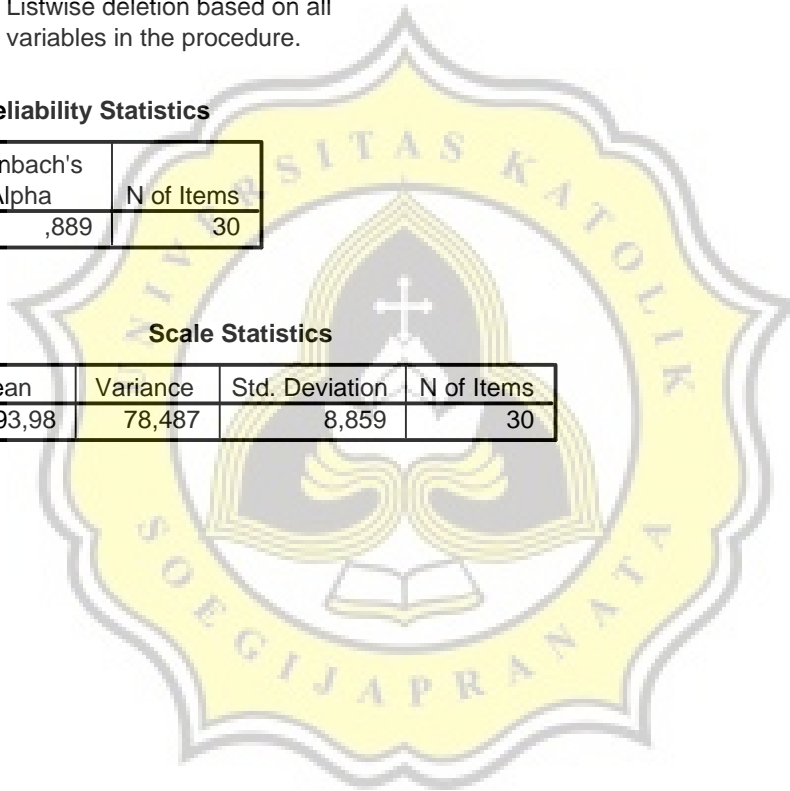 Listwise deletion based on all
variables in the procedure.
eliability Statistics
nbach's
Alpha N of Items
,889 30
Scale Statistics
ean Variance Std. Deviation N of Items
93,98 78,487 8,859 30
UNIVERSITAS KATOLIK
SOEGIJAPRANATA